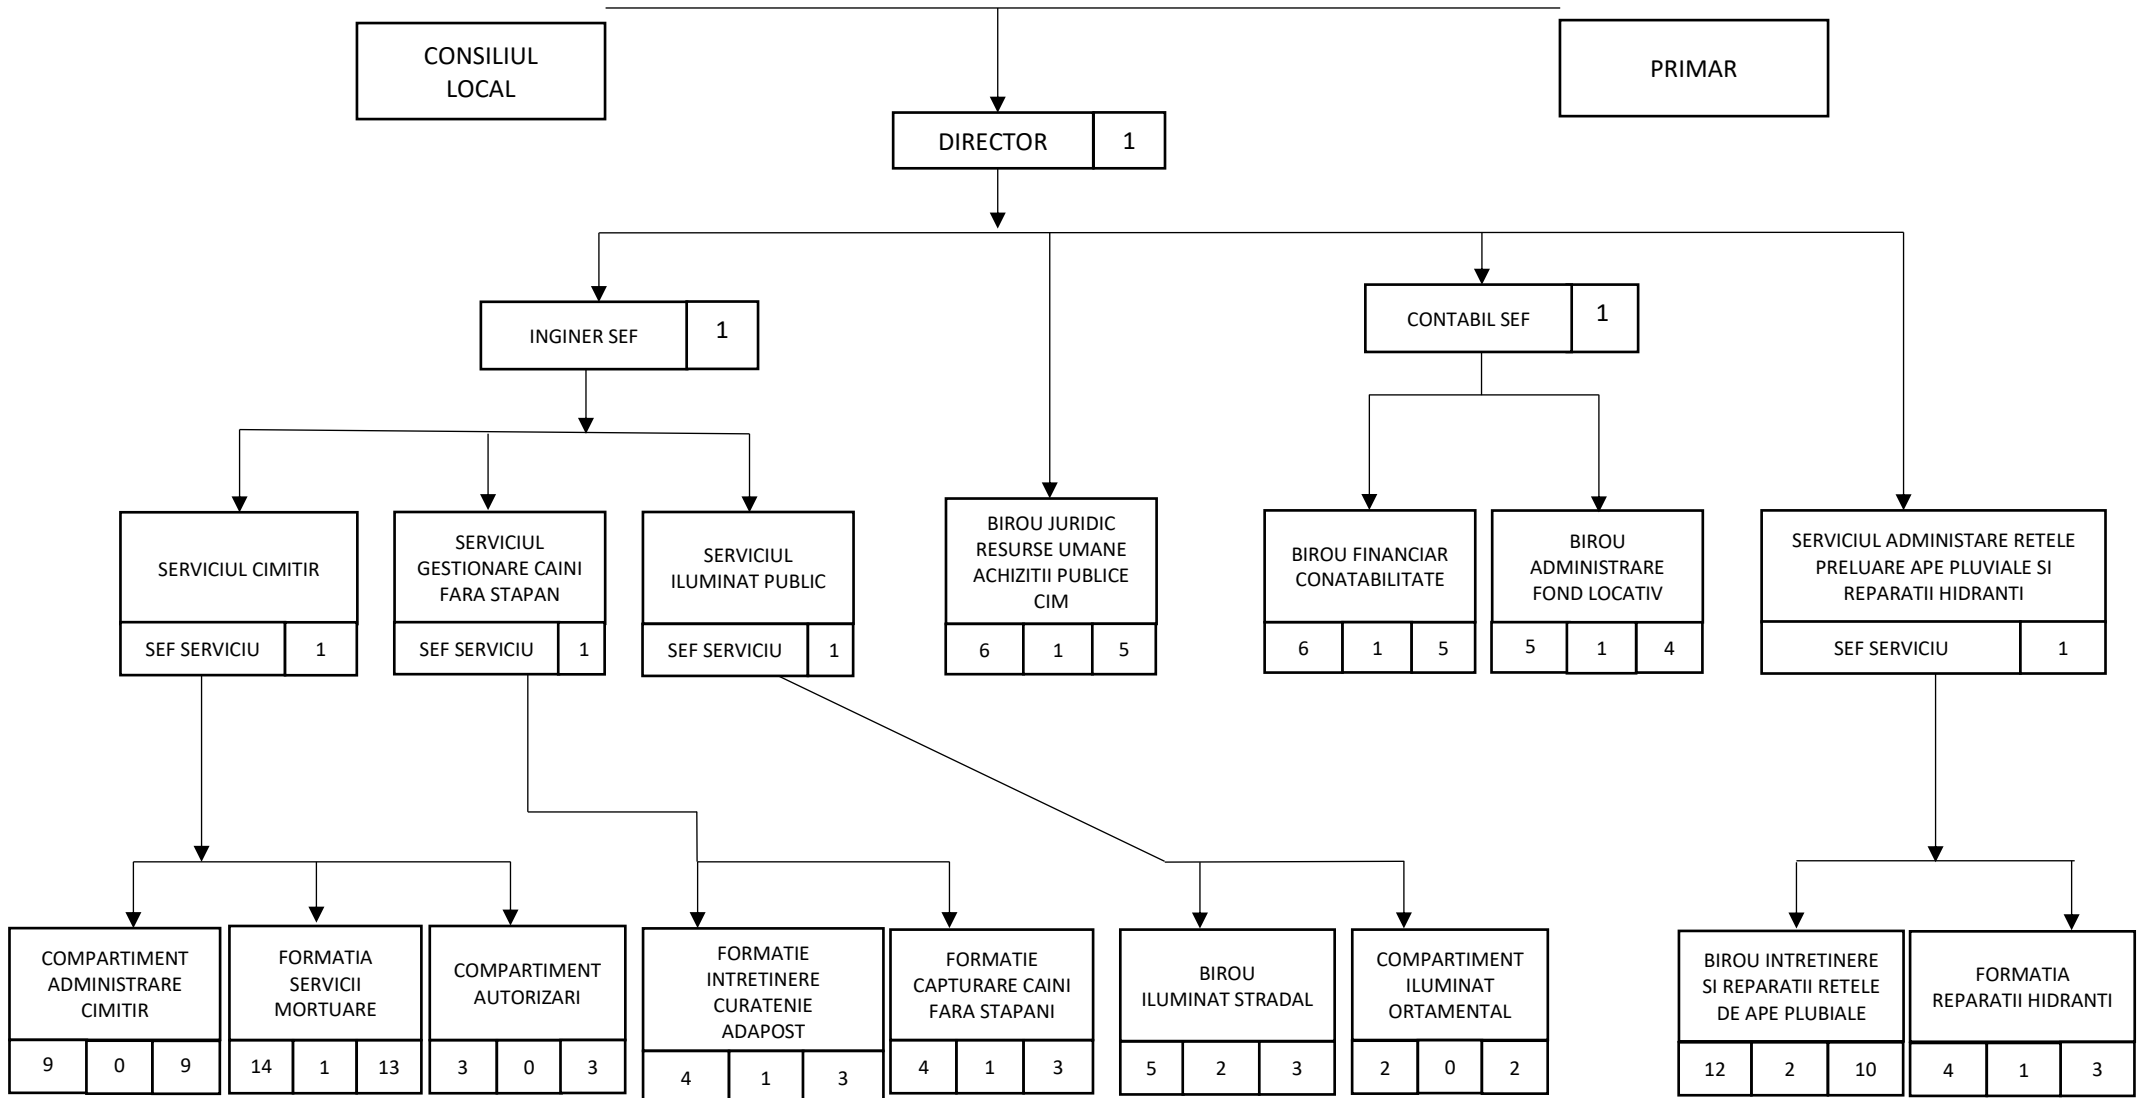 CONSILIUL
LOCAL
PRIMAR
DIRECTOR 1
INGINER SEF 1
CONTABIL SEF 1
SERVICIUL CIMITIR
SEF SERVICIU 1
SERVICIUL
GESTIONARE CAINI
FARA STAPAN
SEF SERVICIU 1
SERVICIUL
ILUMINAT PUBLIC
SEF SERVICIU 1
BIROU JURIDIC
RESURSE UMANE
ACHIZITII PUBLICE
CIM
6 1 5
BIROU FINANCIAR
CONATABILITATE
6 1 5
BIROU
ADMINISTRARE
FOND LOCATIV
5 1 4
SERVICIUL ADMINISTARE RETELE
PRELUARE APE PLUVIALE SI
REPARATII HIDRANTI
SEF SERVICIU 1
COMPARTIMENT
ADMINISTRARE
CIMITIR
9 0 9
FORMATIA
SERVICII
MORTUARE
14 1 13
COMPARTIMENT
AUTORIZARI
3 0 3
FORMATIE
INTRETINERE
CURATENIE
ADAPOST
4 1 3
FORMATIE
CAPTURARE CAINI
FARA STAPANI
4 1 3
BIROU
ILUMINAT STRADAL
5 2 3
COMPARTIMENT
ILUMINAT
ORTAMENTAL
2 0 2
BIROU INTRETINERE
SI REPARATII RETELE
DE APE PLUBIALE
12 2 10
FORMATIA
REPARATII HIDRANTI
4 1 3